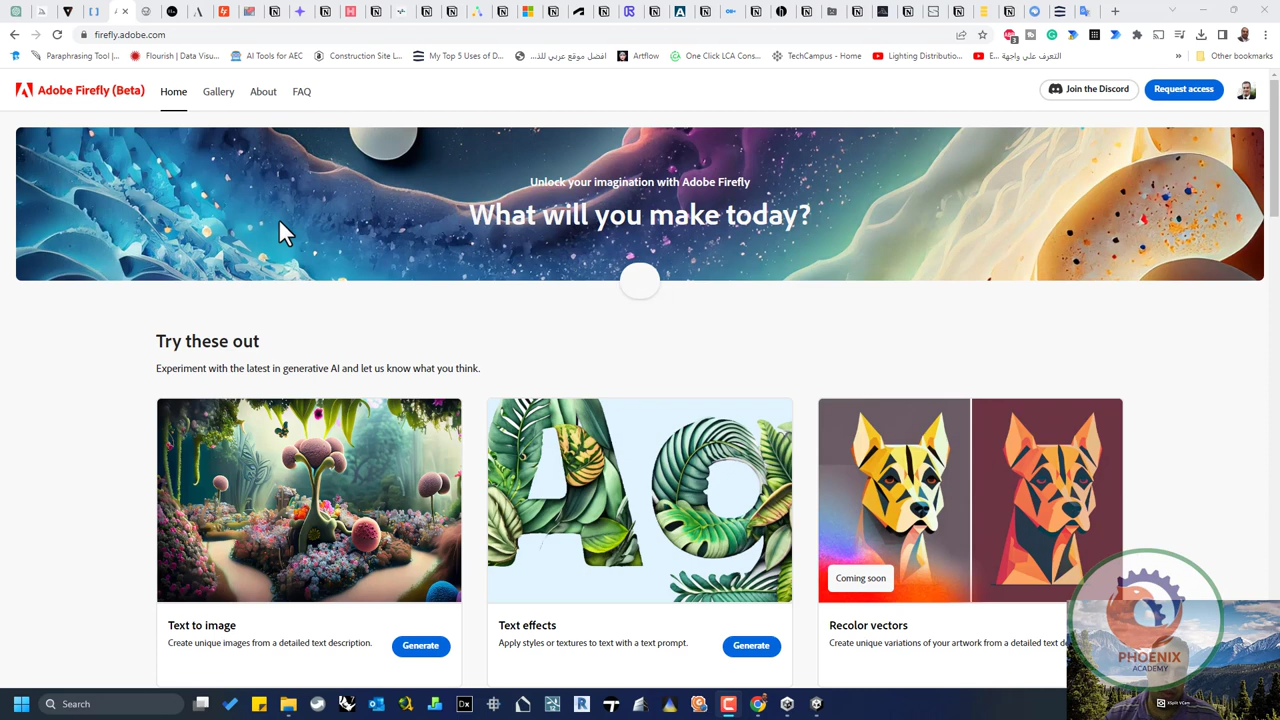 firefly.adobe.com
3
Paraphrasing Tool |...
Flourish | Data Visu...
AI Tools for AEC
Construction Site L...
My Top 5 Uses of D...
افضل موقع عربي للذ...
Artflow
One Click LCA Cons...
TechCampus - Home
Lighting Distributio...
التعرف علي واجهة E...
»
Other bookmarks
Adobe Firefly (Beta)
Home
Gallery
About
FAQ
Join the Discord
Request access
Unlock your imagination with Adobe Firefly
What will you make today?
Try these out
Experiment with the latest in generative AI and let us know what you think.
Coming soon
Text to image
Create unique images from a detailed text description.
Generate
Text effects
Apply styles or textures to text with a text prompt.
Generate
Recolor vectors
Create unique variations of your artwork from a detailed text de
PHOENIX
ACADEMY
XSplit VCam
Search
Dx